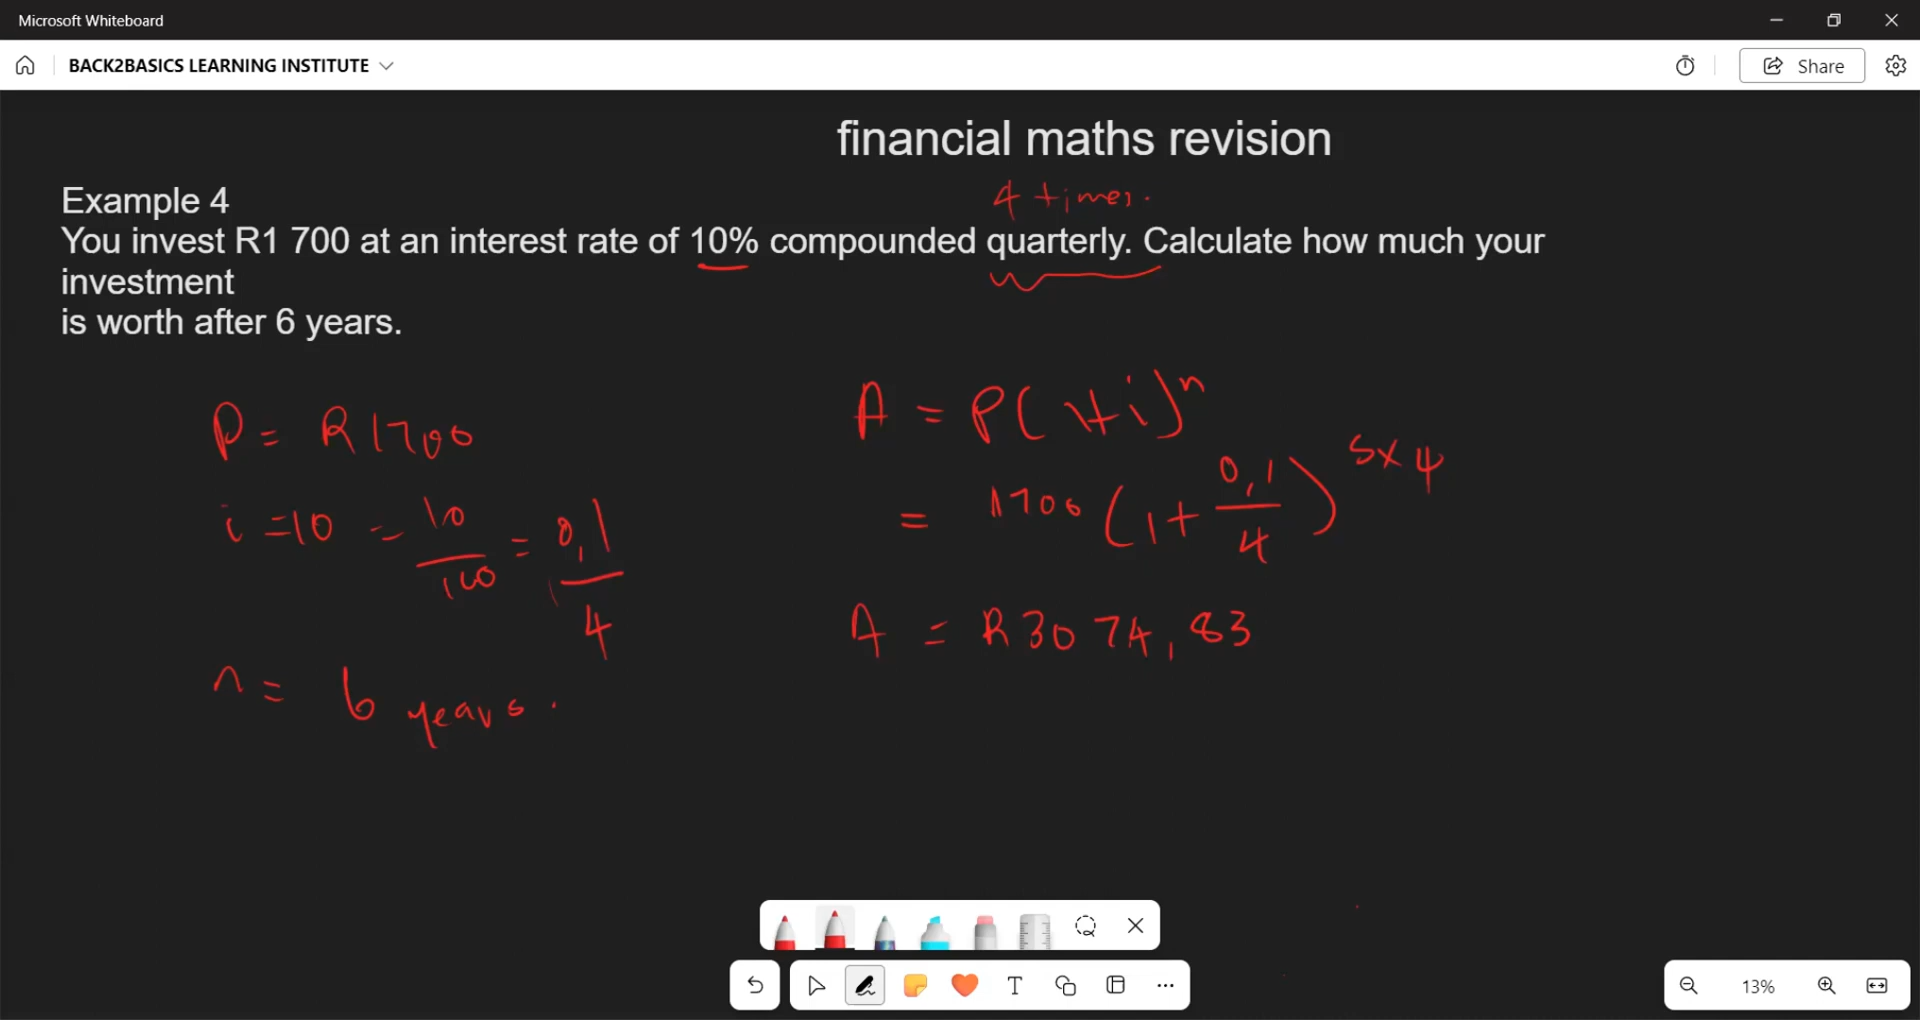 Microsoft Whiteboard
BACK2BASICS LEARNING INSTITUTE
Share
financial maths revision
Example 4
4 times.
You invest R1 700 at an interest rate of 10% compounded quarterly. Calculate how much your
investment
is worth after 6 years.
P = R1700
i = 10 = 10/100 = 0,1/4
n = 6 years.
A = P(1+i)^n
= 1700 (1 + 0,1/4)^5×4
A = R3074,83
13%